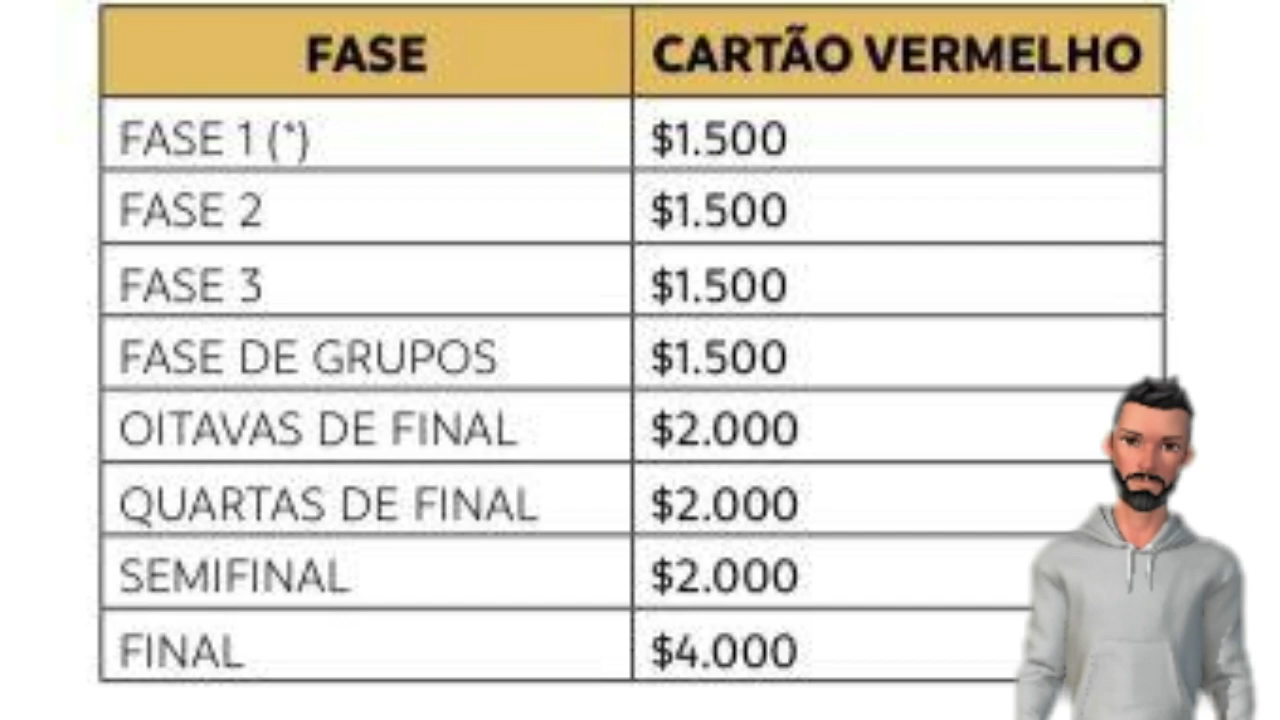 FASE CARTÃO VERMELHO
FASE 1 (*) $1.500
FASE 2 $1.500
FASE 3 $1.500
FASE DE GRUPOS $1.500
OITAVAS DE FINAL $2.000
QUARTAS DE FINAL $2.000
SEMIFINAL $2.000
FINAL $4.000